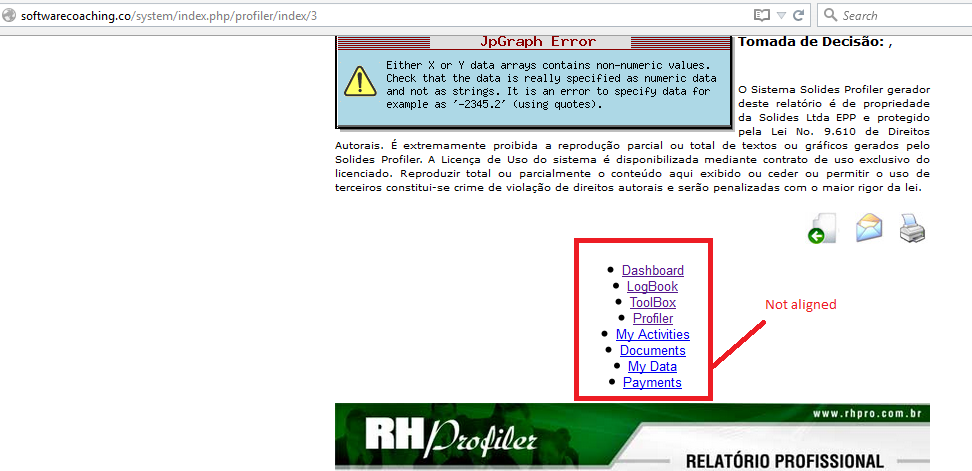 softwarecoaching.co/system/index.php/profiler/index/3
Search
JpGraph Error
Either X or Y data arrays contains non-numeric values.
Check that the data is really specified as numeric data
and not as strings. It is an error to specify data for
example as '-2345.2' (using quotes).
Tomada de Decisão: ,
O Sistema Solides Profiler gerador
deste relatório é de propriedade
da Solides Ltda EPP e protegido
pela Lei No. 9.610 de Direitos
Autorais. É extremamente proibida a reprodução parcial ou total de textos ou gráficos gerados pelo
Solides Profiler. A Licença de Uso do sistema é disponibilizada mediante contrato de uso exclusivo do
licenciado. Reproduzir total ou parcialmente o conteúdo aqui exibido ou ceder ou permitir o uso de
terceiros constitui-se crime de violação de direitos autorais e serão penalizadas com o maior rigor da lei.
Dashboard
LogBook
ToolBox
Profiler
My Activities
Documents
My Data
Payments
Not aligned
www.rhpro.com.br
RH Profiler
RELATÓRIO PROFISSIONAL